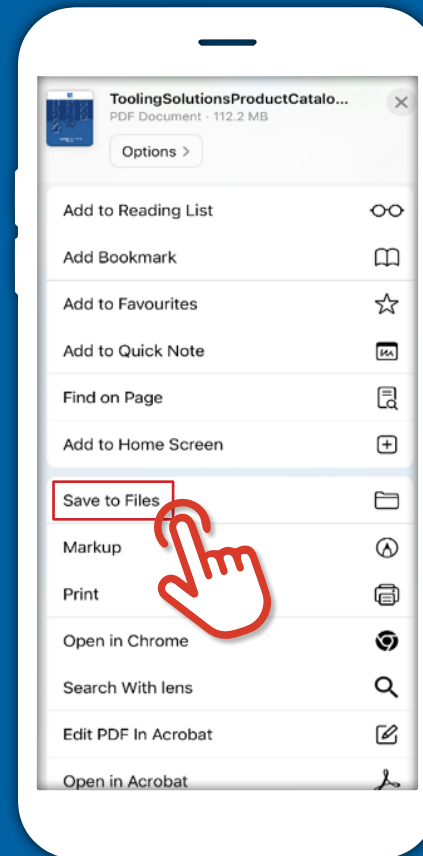 ToolingSolutionsProductCatalo...
PDF Document · 112.2 MB
Options >
Add to Reading List
Add Bookmark
Add to Favourites
Add to Quick Note
Find on Page
Add to Home Screen
Save to Files
Markup
Print
Open in Chrome
Search With lens
Edit PDF In Acrobat
Open in Acrobat